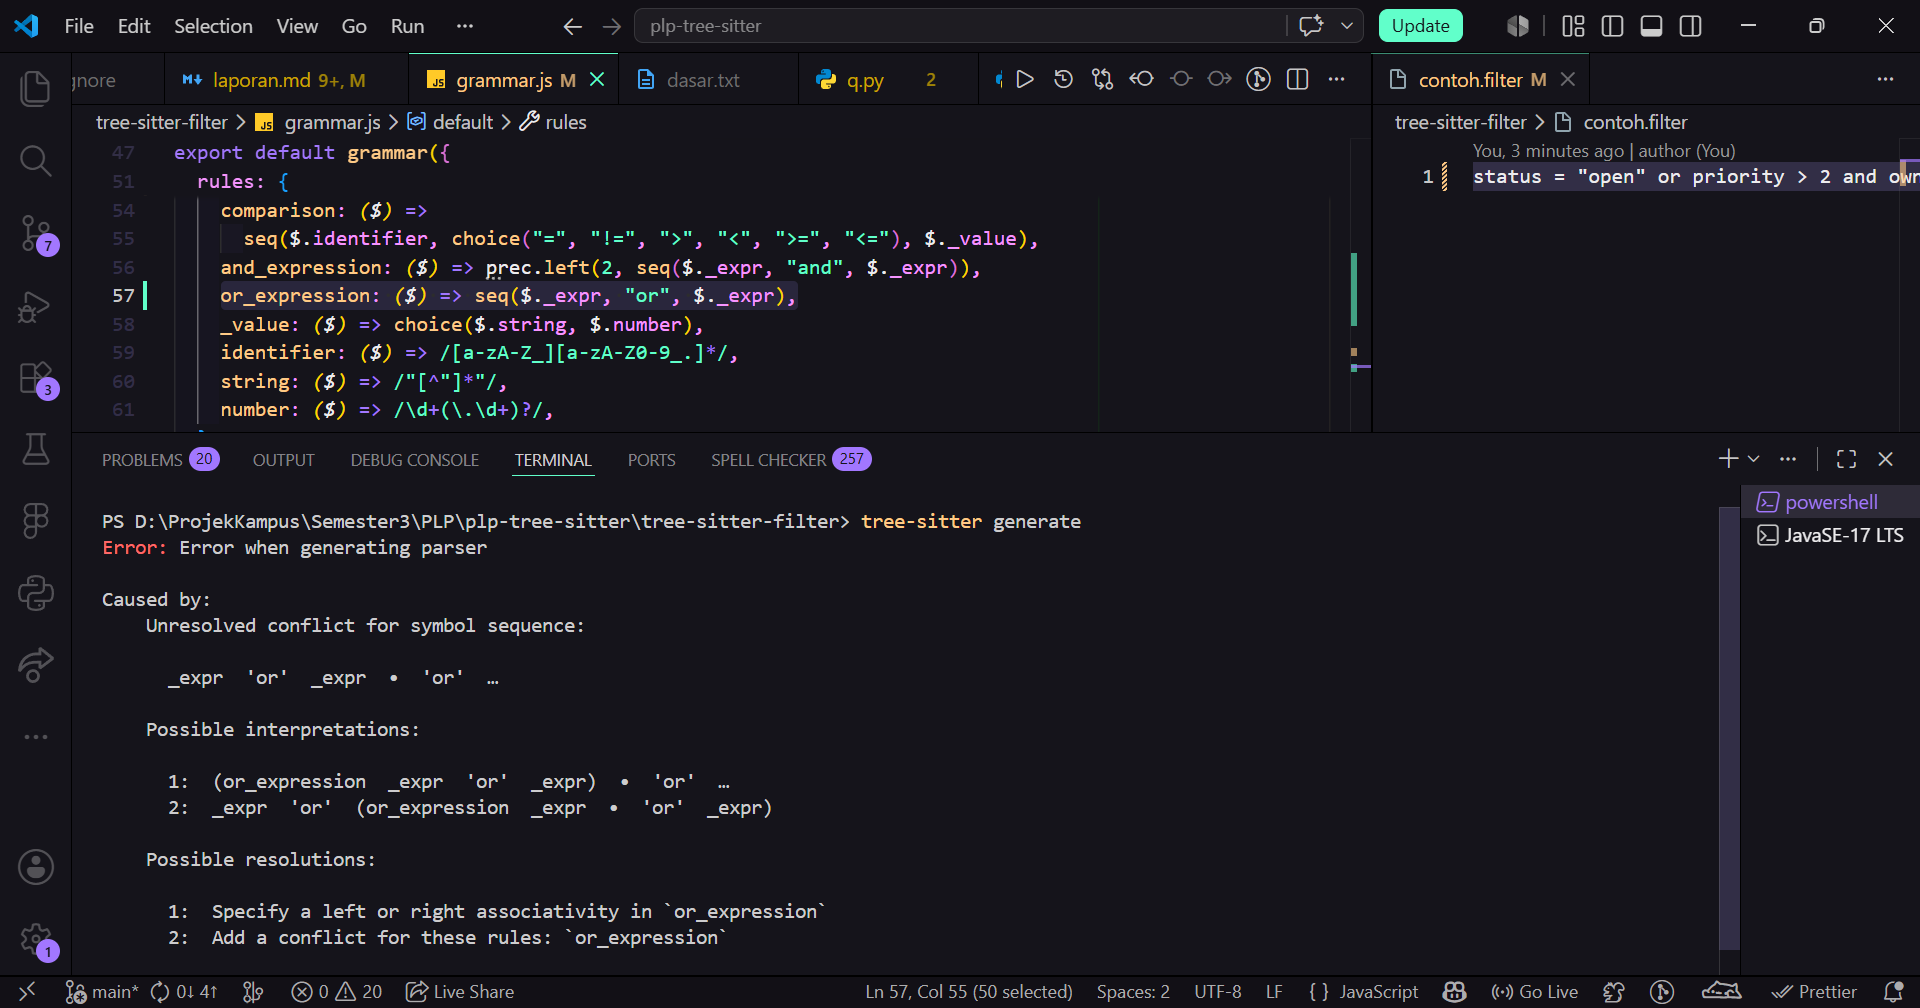 File Edit Selection View Go Run
plp-tree-sitter
Update
gnore
laporan.md 9+, M
grammar.js M
dasar.txt
q.py 2
contoh.filter M
tree-sitter-filter > grammar.js > default > rules
47 export default grammar({
51 rules: {
54 comparison: ($) =>
55 seq($.identifier, choice("=", "!=", ">", "<", ">=", "<="), $._value),
56 and_expression: ($) => prec.left(2, seq($._expr, "and", $._expr)),
57 or_expression: ($) => seq($._expr, "or", $._expr),
58 _value: ($) => choice($.string, $.number),
59 identifier: ($) => /[a-zA-Z_][a-zA-Z0-9_.]*/,
60 string: ($) => /"[^"]*"/,
61 number: ($) => /\d+(\.\d+)?/,
tree-sitter-filter > contoh.filter
You, 3 minutes ago | author (You)
1 status = "open" or priority > 2 and own
7
3
1
PROBLEMS 20 OUTPUT DEBUG CONSOLE TERMINAL PORTS SPELL CHECKER 257
PS D:\ProjekKampus\Semester3\PLP\plp-tree-sitter\tree-sitter-filter> tree-sitter generate
Error: Error when generating parser
Caused by:
Unresolved conflict for symbol sequence:
_expr 'or' _expr • 'or' …
Possible interpretations:
1: (or_expression _expr 'or' _expr) • 'or' …
2: _expr 'or' (or_expression _expr • 'or' _expr)
Possible resolutions:
1: Specify a left or right associativity in `or_expression`
2: Add a conflict for these rules: `or_expression`
powershell
JavaSE-17 LTS
main* 0↓ 4↑ 0 20 Live Share Ln 57, Col 55 (50 selected) Spaces: 2 UTF-8 LF { } JavaScript Go Live Prettier